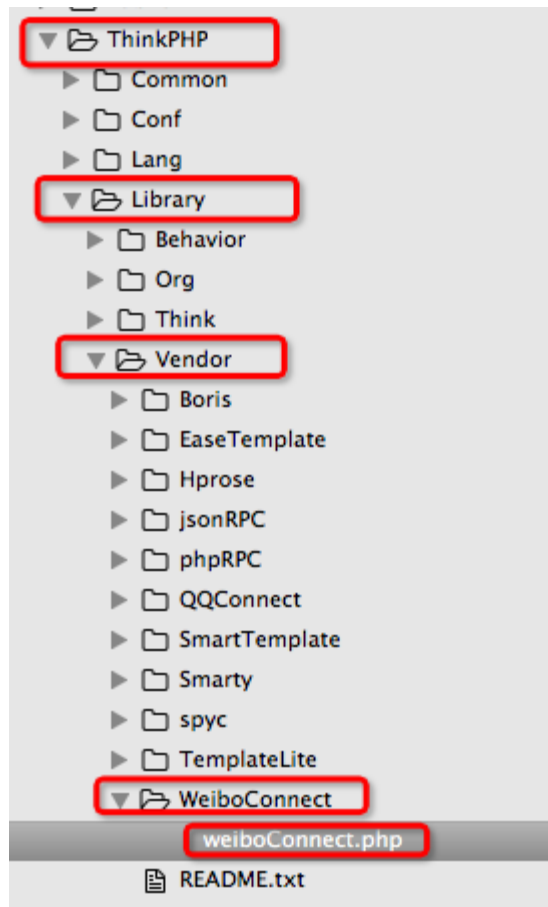 ThinkPHP
Common
Conf
Lang
Library
Behavior
Org
Think
Vendor
Boris
EaseTemplate
Hprose
jsonRPC
phpRPC
QQConnect
SmartTemplate
Smarty
spyc
TemplateLite
WeiboConnect
weiboConnect.php
README.txt